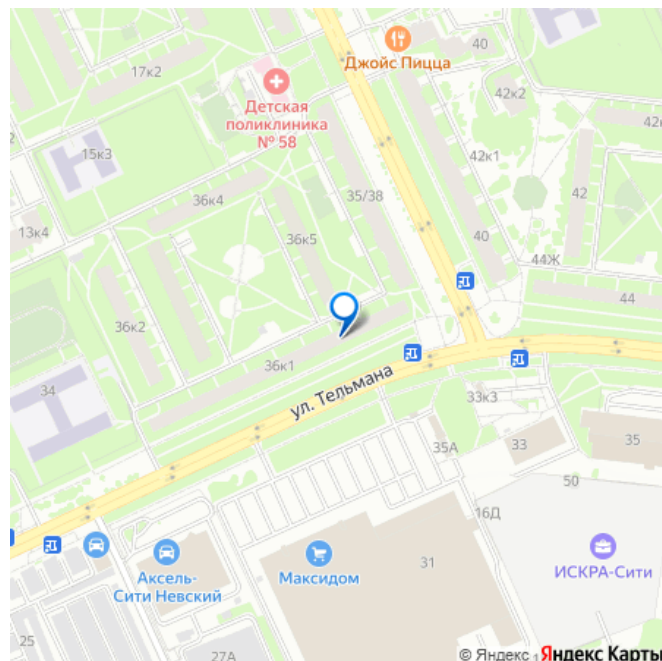 17к2
40
Джойс Пицца
42к2
Детская
поликлиника
№ 58
42к
15к3
42к1
36к4
35/38
42
13к4
36к5
40
44Ж
44
36к2
36к1
34
ул. Тельмана
33к3
35А
33
35
50
16Д
Аксель-
Сити Невский
Максидом
31
ИСКРА-Сити
25
27А
© Яндекс
Яндекс Карты